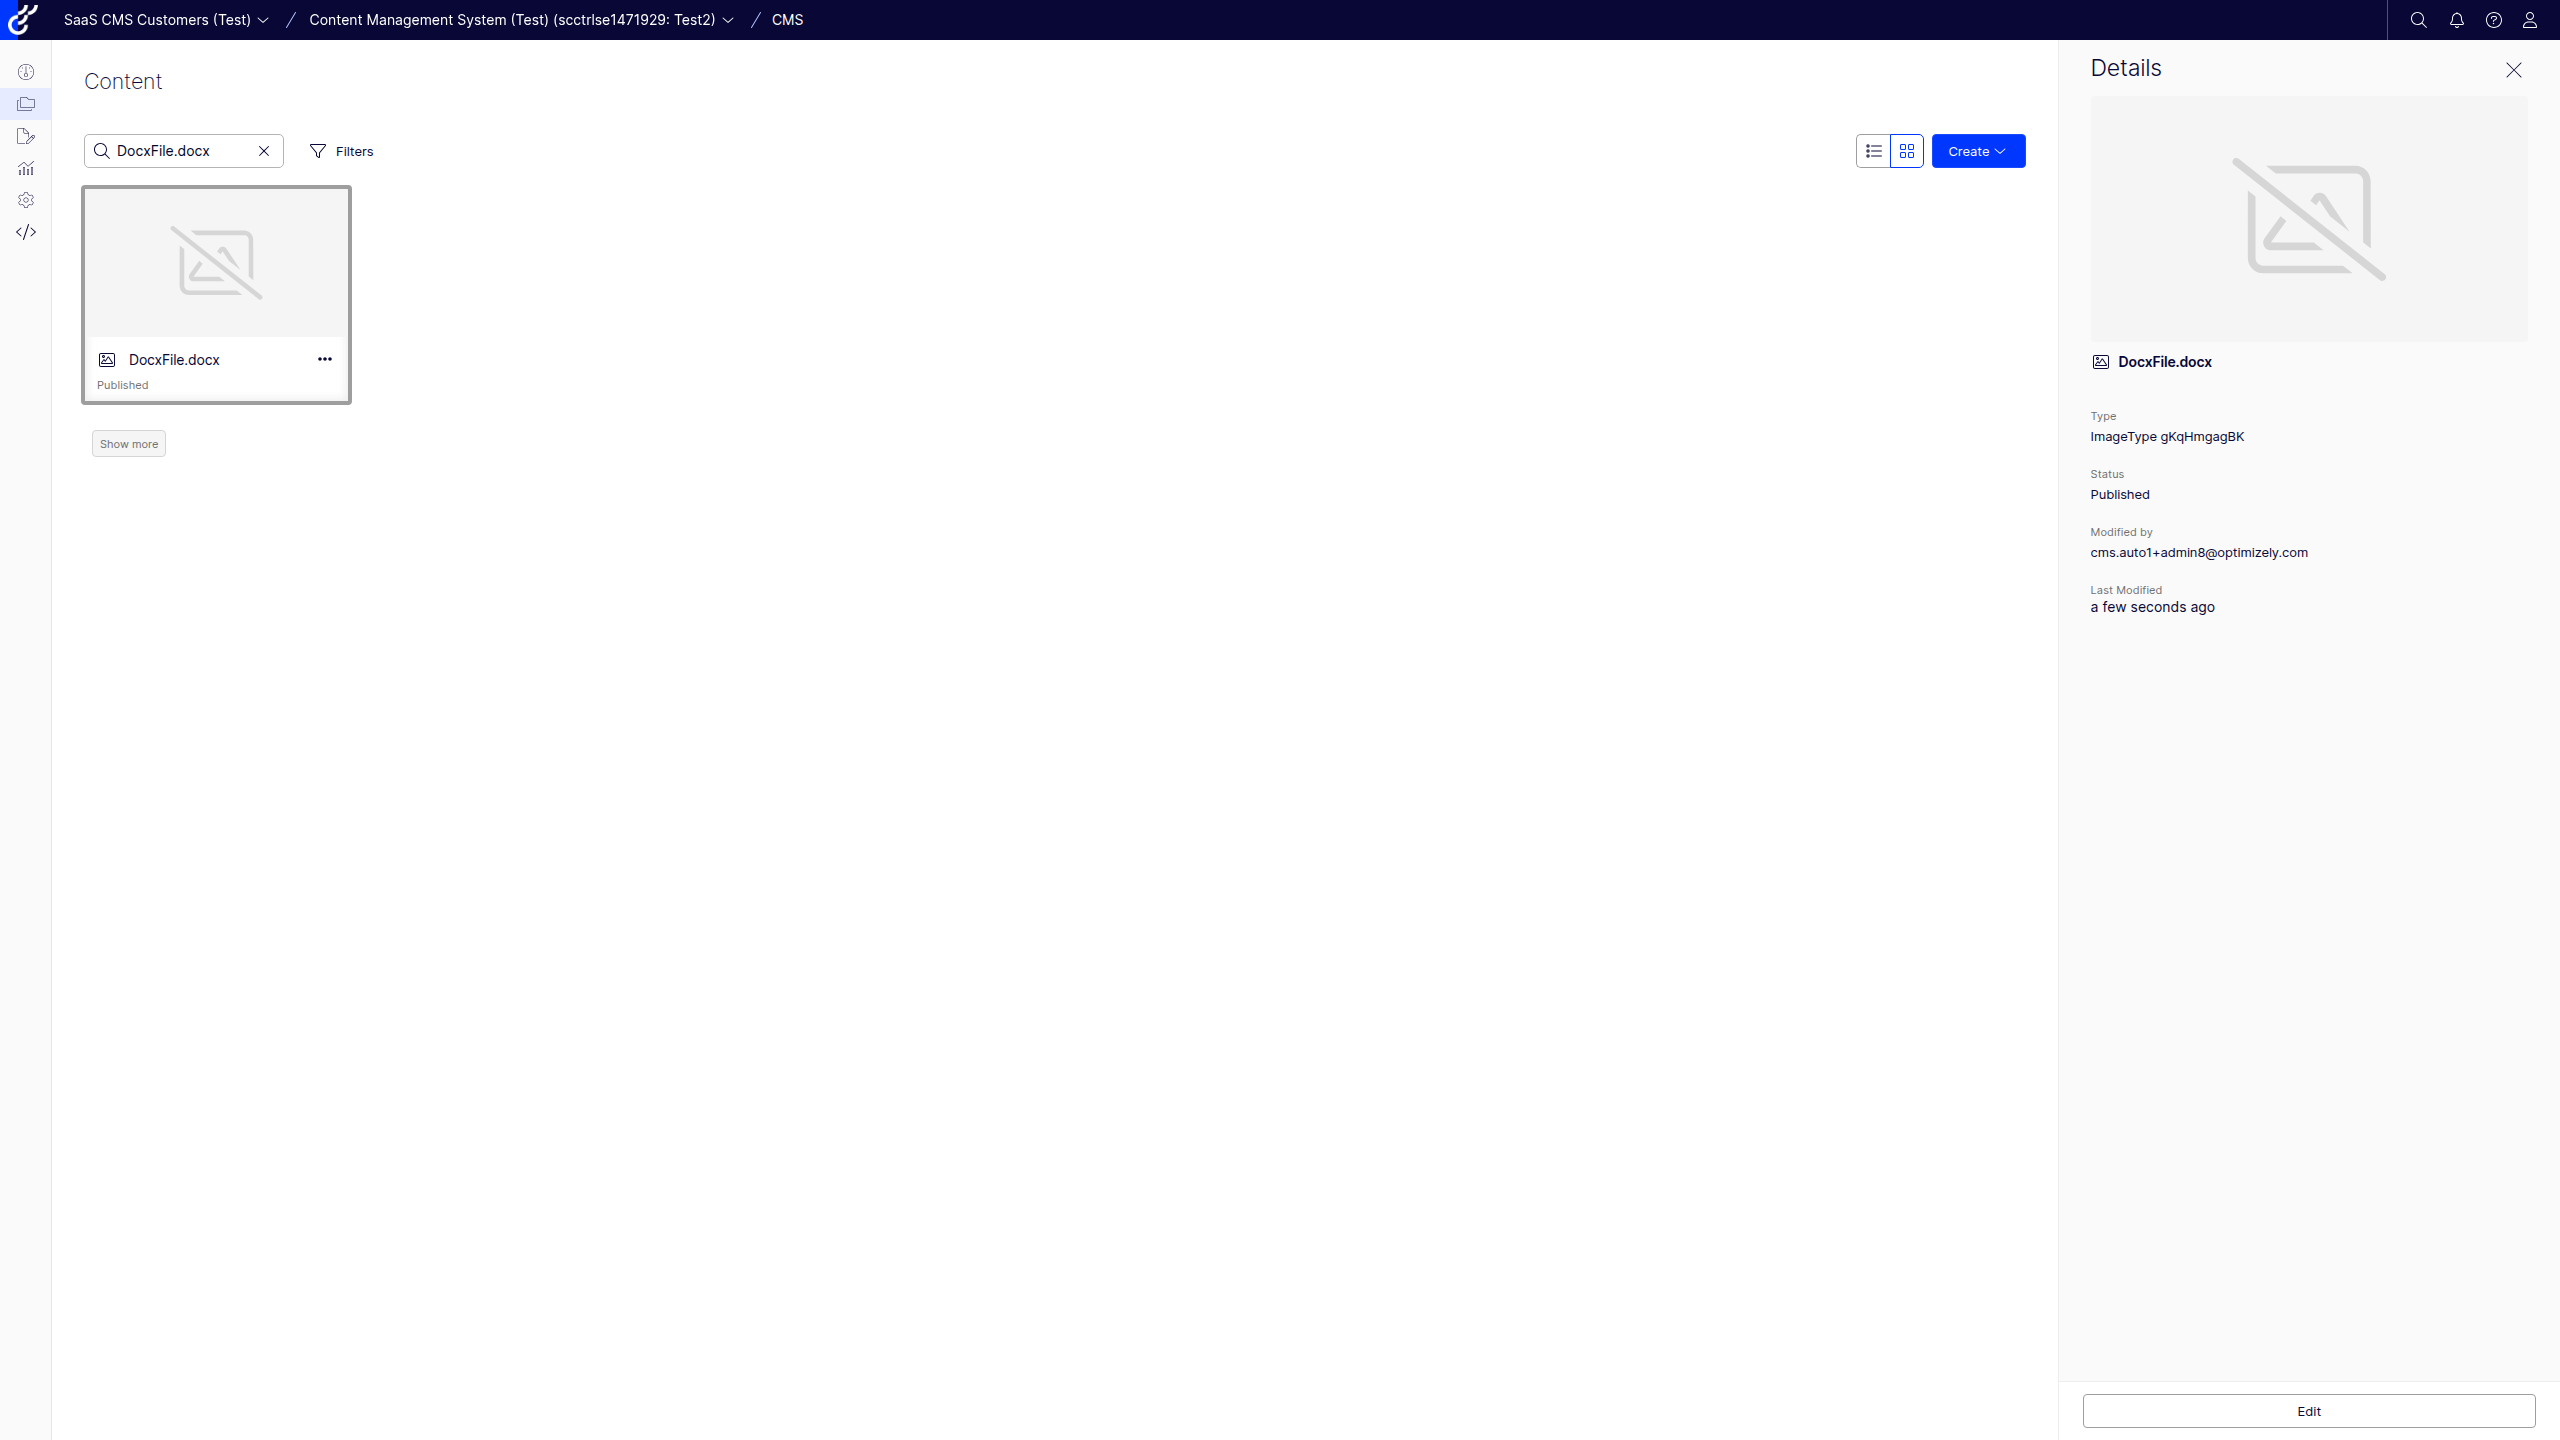 SaaS CMS Customers (Test) / Content Management System (Test) (scctrlse1471929: Test2) / CMS
Content
DocxFile.docx
Filters
Create
DocxFile.docx
Published
Show more
Details
DocxFile.docx
Type
ImageType gKqHmgagBK
Status
Published
Modified by
cms.auto1+admin8@optimizely.com
Last Modified
a few seconds ago
Edit